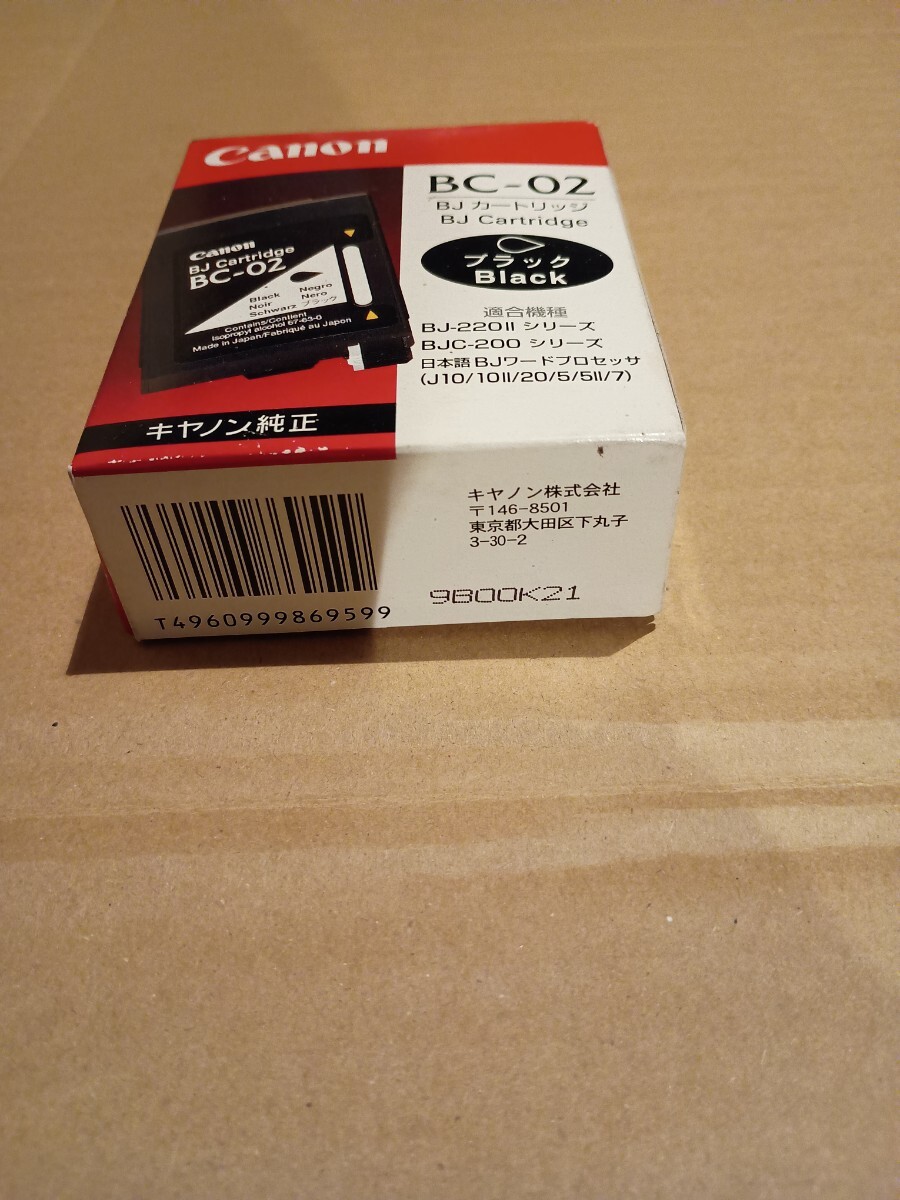 Canon
BC-02
BJ カートリッジ
BJ Cartridge
ブラック
Black
適合機種
BJ-220II シリーズ
BJC-200 シリーズ
日本語BJワードプロセッサ
(J10/10II/20/5/5II/7)
Canon
BJ Cartridge
BC-02
Black Negro
Noir Nero
Schwarz ブラック
Contains/Contient
Isopropyl alcohol 67-63-0
Made in Japan/Fabriqué au Japon
キヤノン純正
キヤノン株式会社
〒146-8501
東京都大田区下丸子
3-30-2
9B00K21
T4960999869599